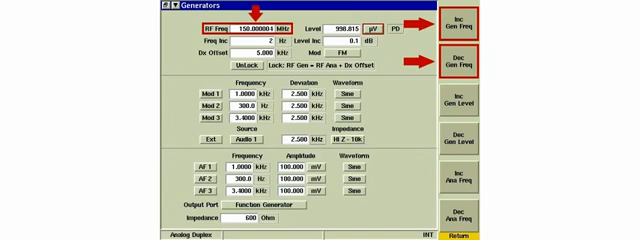 Generators
RF Freq 150.000004 MHz Level 998.815 µV PD
Freq Inc 2 Hz Level Inc 0.1 dB
Dx Offset 5.000 kHz Mod FM
UnLock Lock: RF Gen = RF Ana + Dx Offset
Frequency Deviation Waveform
Mod 1 1.0000 kHz 2.500 kHz Sine
Mod 2 300.0 Hz 2.500 kHz Sine
Mod 3 3.4000 kHz 2.500 kHz Sine
Source Impedance
Ext Audio 1 2.500 kHz Hi Z - 10k
Frequency Amplitude Waveform
AF 1 1.0000 kHz 100.000 mV Sine
AF 2 300.0 Hz 100.000 mV Sine
AF 3 3.4000 kHz 100.000 mV Sine
Output Port Function Generator
Impedance 600 Ohm
Analog Duplex INT
Inc
Gen Freq
Dec
Gen Freq
Inc
Gen Level
Dec
Gen Level
Inc
Ana Freq
Dec
Ana Freq
Return